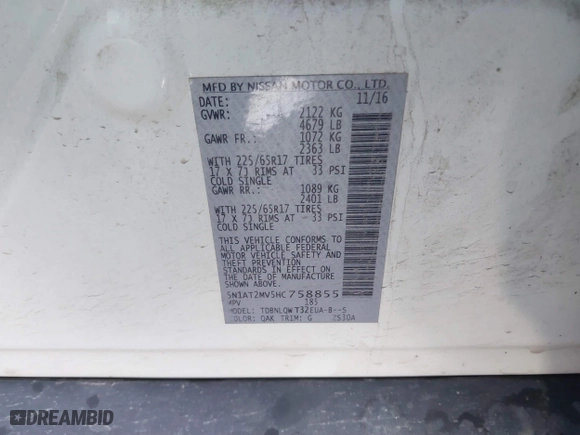 MFD BY NISSAN MOTOR CO., LTD.
DATE: 11/16
GVWR: 2122 KG
4679 LB
GAWR FR.: 1072 KG
2363 LB
WITH 225/65R17 TIRES
17 X 7J RIMS AT 33 PSI
COLD SINGLE
GAWR RR.: 1089 KG
2401 LB
WITH 225/65R17 TIRES
17 X 7J RIMS AT 33 PSI
COLD SINGLE
THIS VEHICLE CONFORMS TO
ALL APPLICABLE FEDERAL
MOTOR VEHICLE SAFETY AND
AND THEFT PREVENTION
STANDARDS IN EFFECT ON
THE DATE OF MANUFACTURE
SHOWN ABOVE.
5N1AT2MV5HC758855
MPV 185
MODEL: TDBNLQWT32EUA-B--S
COLOR: QAK TRIM: G 2530A
DREAMBID